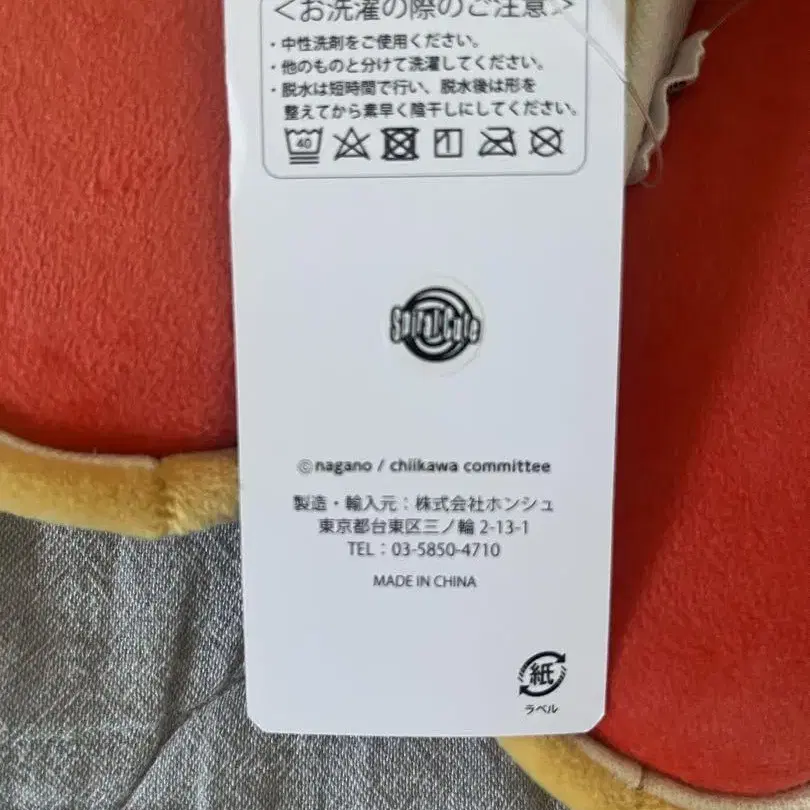 ＜お洗濯の際のご注意＞
・中性洗剤をご使用ください。
・他のものと分けて洗濯してください。
・脱水は短時間で行い、脱水後は形を
整えてから素早く陰干しにしてください。
40
Spiral Cute
©nagano / chiikawa committee
製造・輸入元：株式会社ホンシュ
東京都台東区三ノ輪 2-13-1
TEL：03-5850-4710
MADE IN CHINA
紙
ラベル